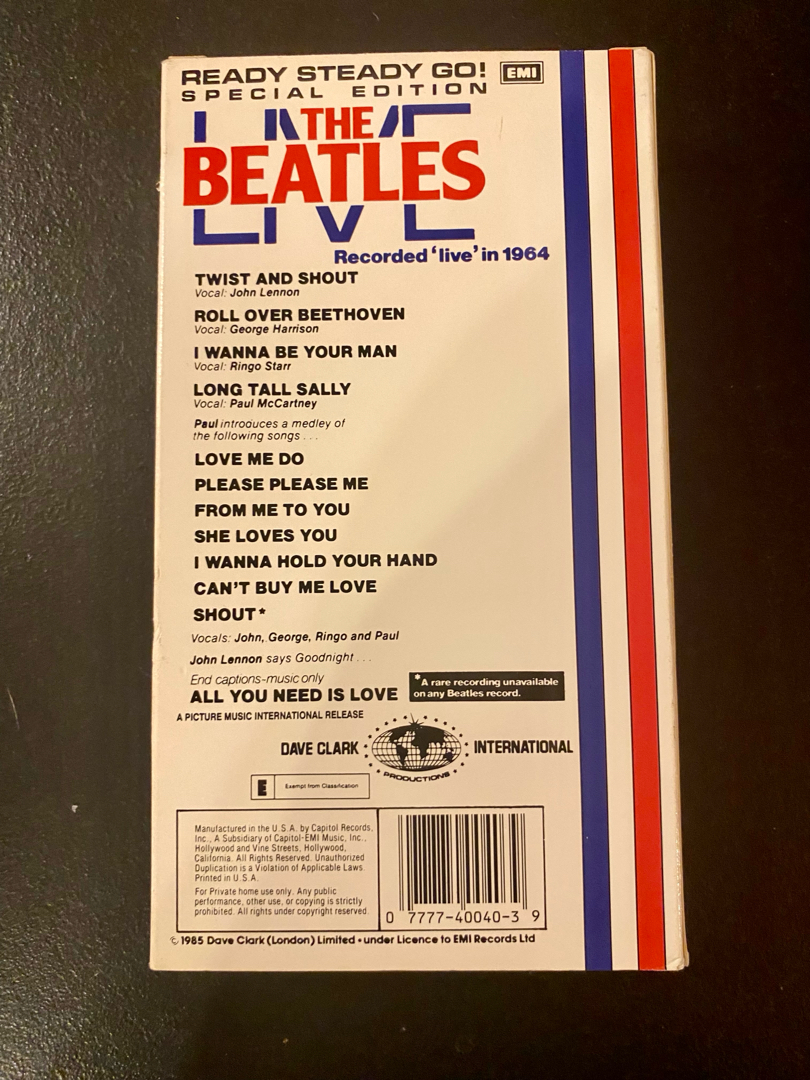 READY STEADY GO! EMI
SPECIAL EDITION
LIVE
THE
BEATLES
LIVE
Recorded 'live' in 1964
TWIST AND SHOUT
Vocal: John Lennon
ROLL OVER BEETHOVEN
Vocal: George Harrison
I WANNA BE YOUR MAN
Vocal: Ringo Starr
LONG TALL SALLY
Vocal: Paul McCartney
Paul introduces a medley of
the following songs . . .
LOVE ME DO
PLEASE PLEASE ME
FROM ME TO YOU
SHE LOVES YOU
I WANNA HOLD YOUR HAND
CAN'T BUY ME LOVE
SHOUT*
Vocals: John, George, Ringo and Paul
John Lennon says Goodnight . . .
End captions-music only
ALL YOU NEED IS LOVE
*A rare recording unavailable
on any Beatles record.
A PICTURE MUSIC INTERNATIONAL RELEASE
DAVE CLARK INTERNATIONAL
PRODUCTIONS
E Exempt from Classification
Manufactured in the U.S.A. by Capitol Records,
Inc., A Subsidiary of Capitol-EMI Music, Inc.,
Hollywood and Vine Streets, Hollywood,
California. All Rights Reserved. Unauthorized
Duplication is a Violation of Applicable Laws.
Printed in U.S.A.
For Private home use only. Any public
performance, other use, or copying is strictly
prohibited. All rights under copyright reserved.
0 7777-40040-3 9
© 1985 Dave Clark (London) Limited • under Licence to EMI Records Ltd